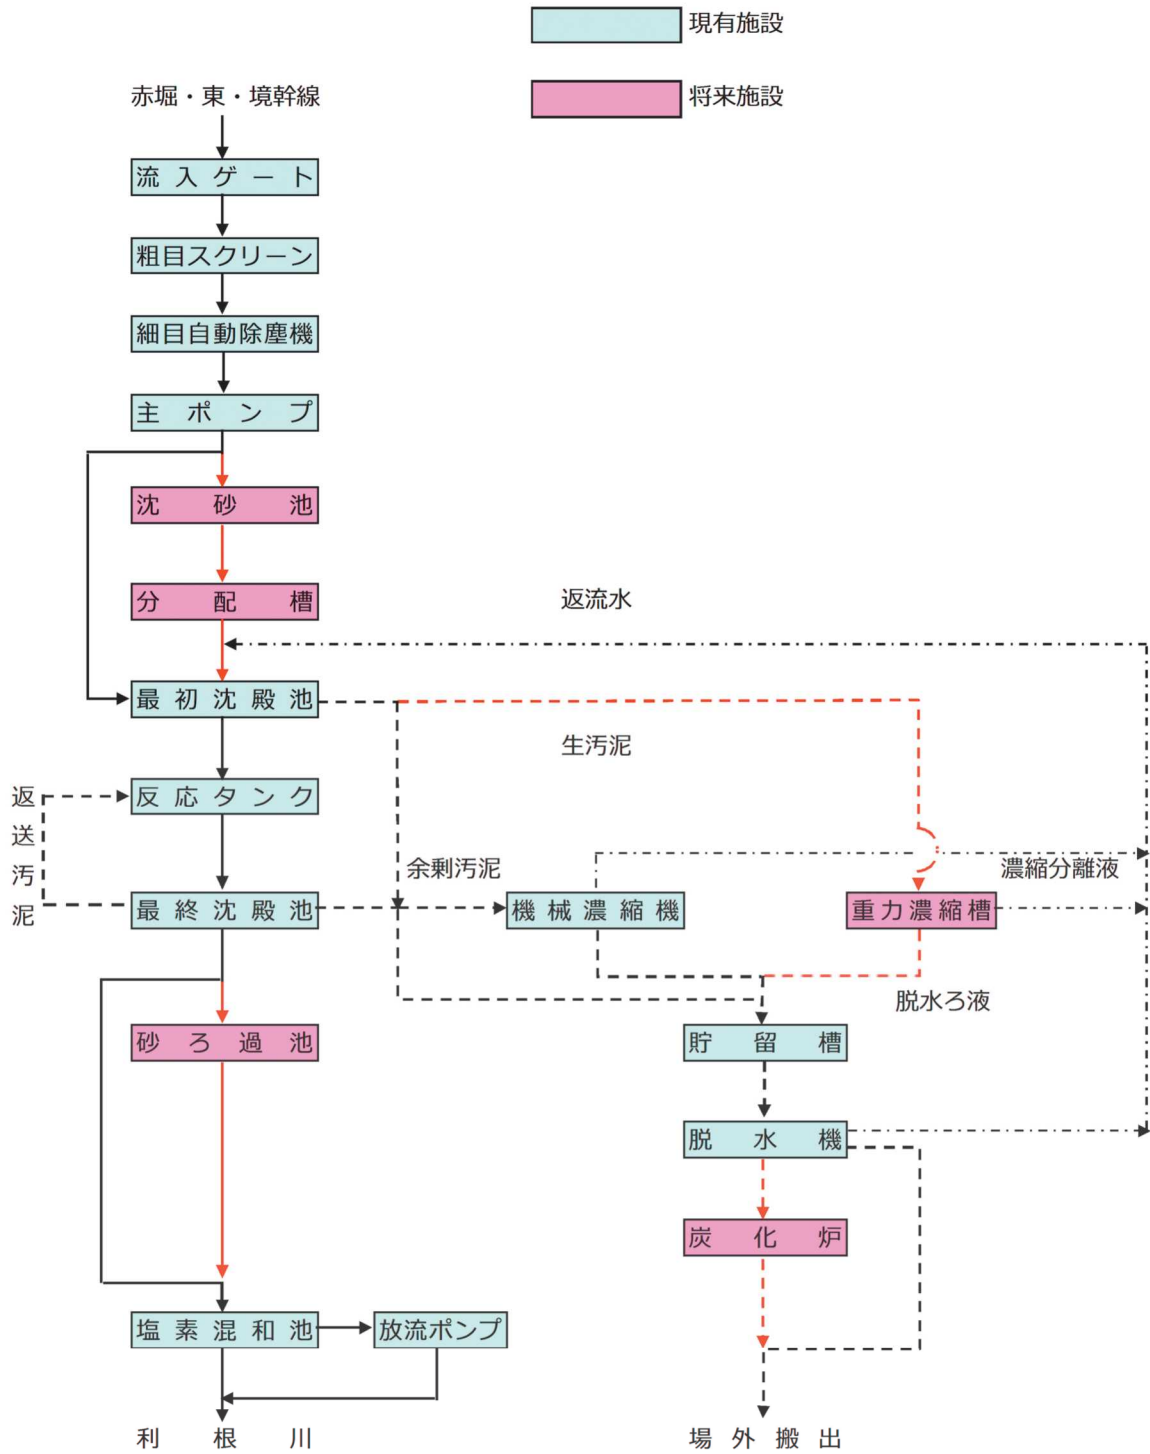 現有施設
将来施設
赤堀・東・境幹線
流入ゲート
粗目スクリーン
細目自動除塵機
主ポンプ
沈砂池
分配槽
返流水
最初沈殿池
生汚泥
反応タンク
返送汚泥
余剰汚泥
濃縮分離液
最終沈殿池
機械濃縮機
重力濃縮槽
脱水ろ液
砂ろ過池
貯留槽
脱水機
炭化炉
塩素混和池
放流ポンプ
利根川
場外搬出